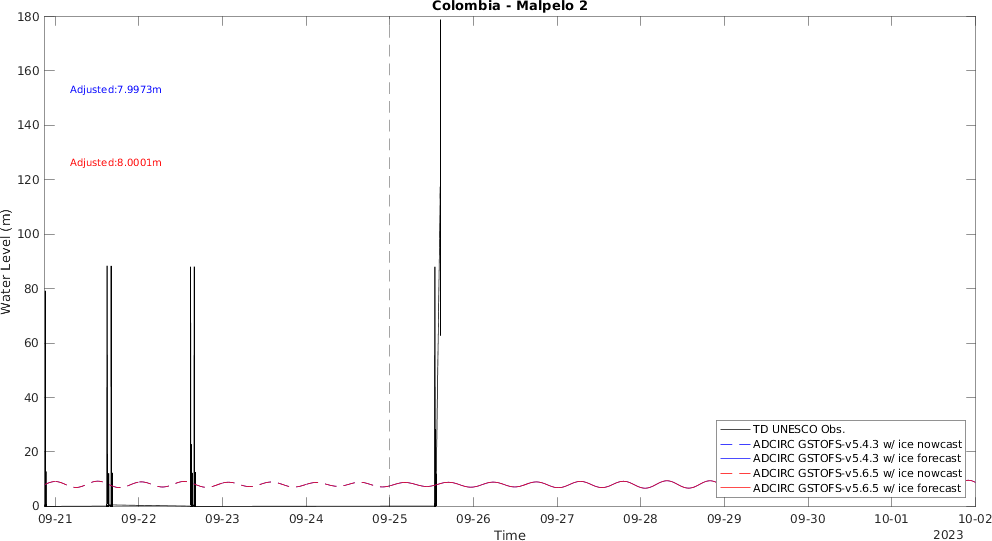 Colombia - Malpelo 2
180
160
140
120
100
80
60
40
20
0
Water Level (m)
Adjusted:7.9973m
Adjusted:8.0001m
TD UNESCO Obs.
ADCIRC GSTOFS-v5.4.3 w/ ice nowcast
ADCIRC GSTOFS-v5.4.3 w/ ice forecast
ADCIRC GSTOFS-v5.6.5 w/ ice nowcast
ADCIRC GSTOFS-v5.6.5 w/ ice forecast
09-21 09-22 09-23 09-24 09-25 09-26 09-27 09-28 09-29 09-30 10-01 10-02
Time
2023